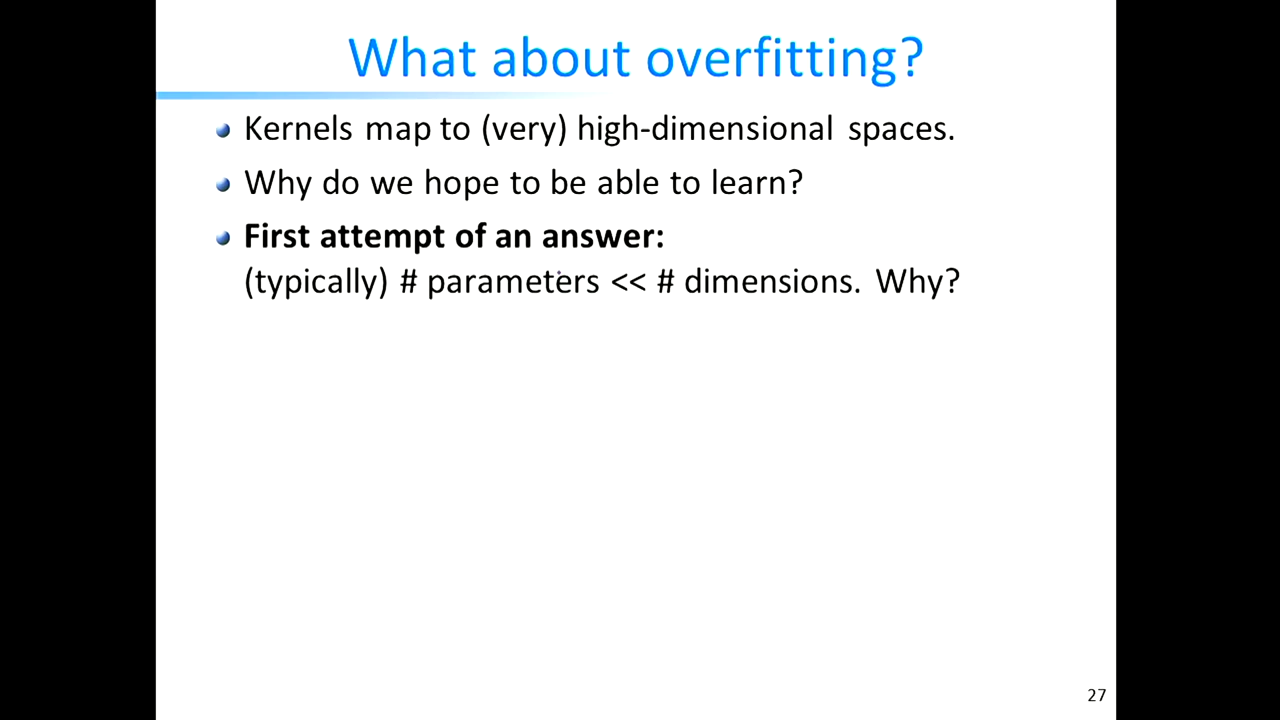 What about overfitting?
Kernels map to (very) high-dimensional spaces.
Why do we hope to be able to learn?
First attempt of an answer:
(typically) # parameters << # dimensions. Why?
27